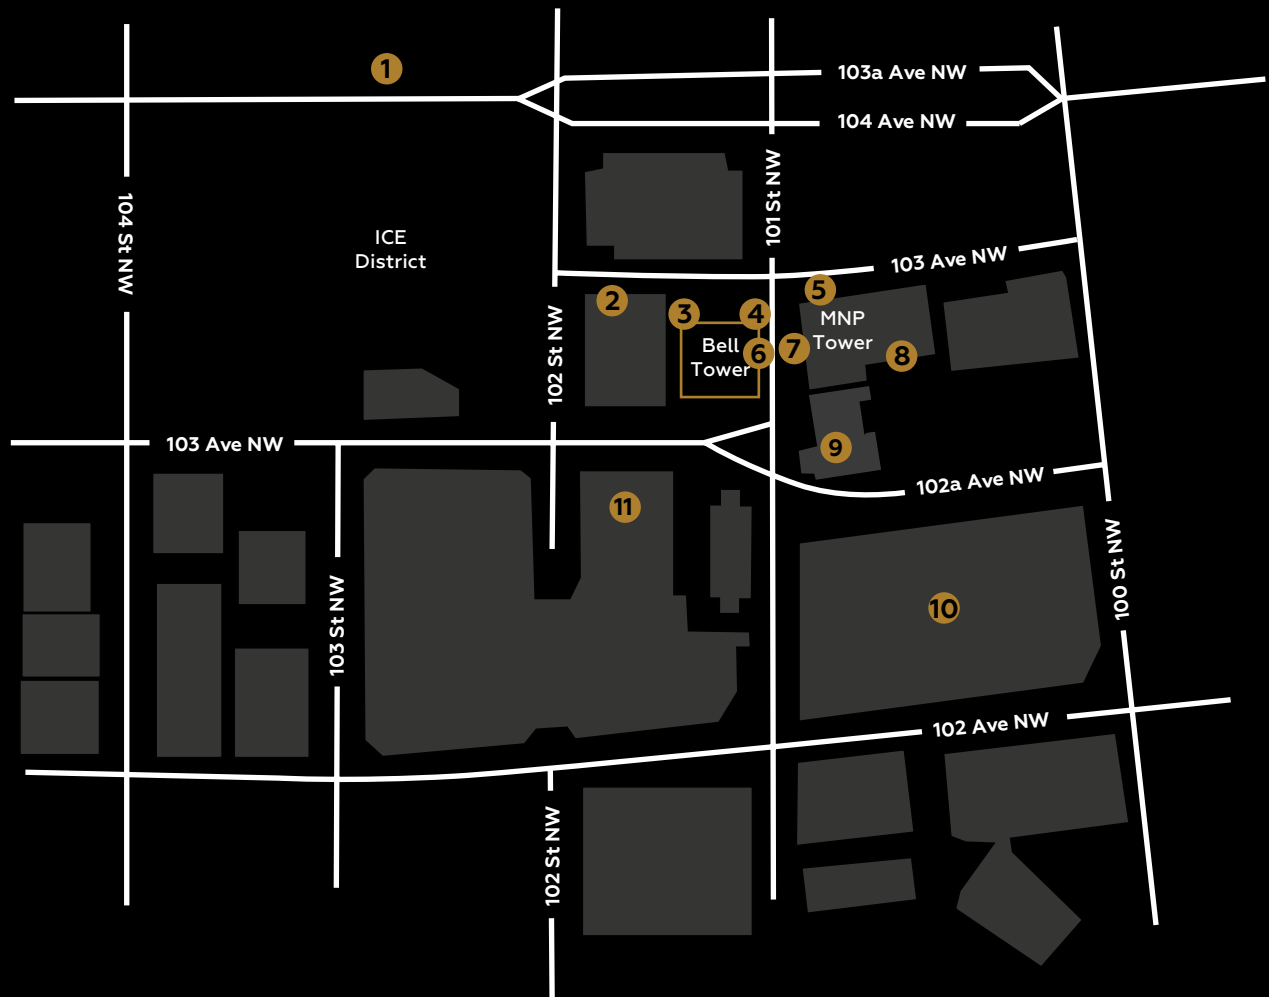 1
103a Ave NW
104 Ave NW
104 St NW
101 St NW
ICE
District
103 Ave NW
2
3
4
5
MNP
Tower
Bell
Tower
6
7
8
102 St NW
103 Ave NW
9
102a Ave NW
11
100 St NW
103 St NW
10
102 Ave NW
102 St NW